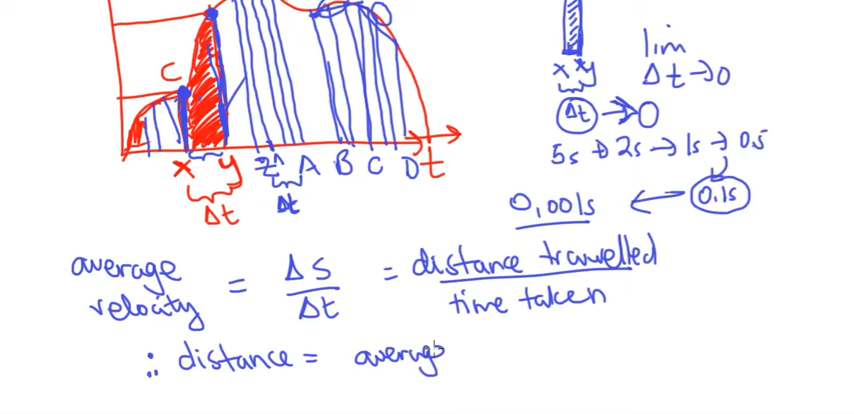 C
x y z A B C D t
Δt Δt
x y
Δt → 0
lim
Δt → 0
5s → 2s → 1s → 0.5
0.1s
0,001s
average velocity = Δs/Δt = distance travelled/time taken
∴ distance = averag